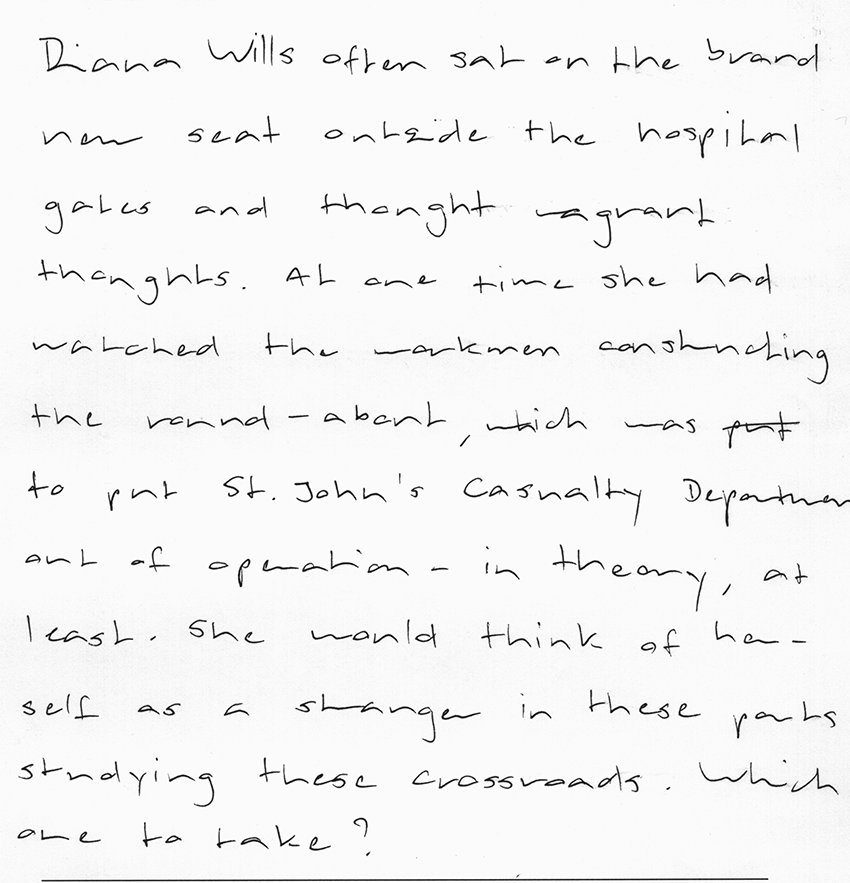 Diana Wills often sat on the brand
new seat outside the hospital
gates and thought vagrant
thoughts. At one time she had
watched the workmen constructing
the round-about, which was put
to put St. John's Casualty Departmen
out of operation - in theory, at
least. She would think of her-
self as a stranger in these parts
studying these crossroads. Which
one to take?